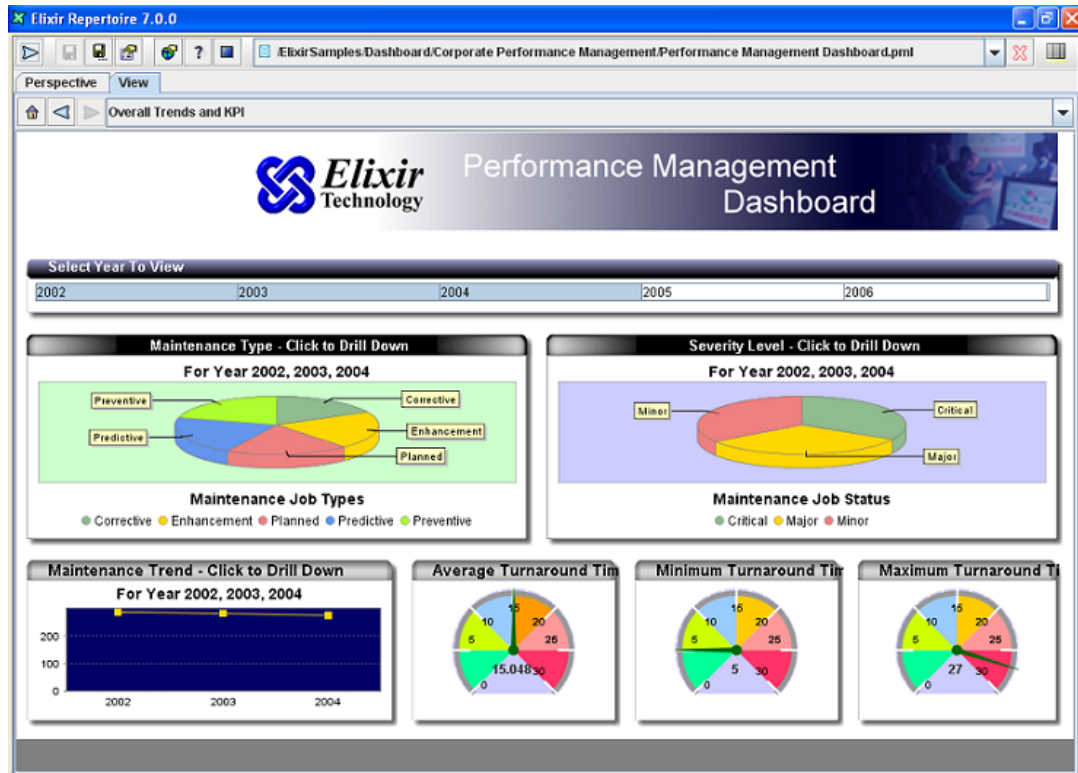 Elixir Repertoire 7.0.0
/ElixirSamples/Dashboard/Corporate Performance Management/Performance Management Dashboard.pml
Perspective View
Overall Trends and KPI
Elixir
Technology
Performance Management
Dashboard
Select Year To View
2002 2003 2004 2005 2006
Maintenance Type - Click to Drill Down
For Year 2002, 2003, 2004
Preventive
Corrective
Predictive
Enhancement
Planned
Maintenance Job Types
Corrective Enhancement Planned Predictive Preventive
Severity Level - Click to Drill Down
For Year 2002, 2003, 2004
Minor
Critical
Major
Maintenance Job Status
Critical Major Minor
Maintenance Trend - Click to Drill Down
For Year 2002, 2003, 2004
200
100
0
2002 2003 2004
Average Turnaround Tim
15
10 20
5 25
15.048 30
0
Minimum Turnaround Tim
15
10 20
5 25
5 30
0
Maximum Turnaround Ti
15
10 20
5 25
27 30
0